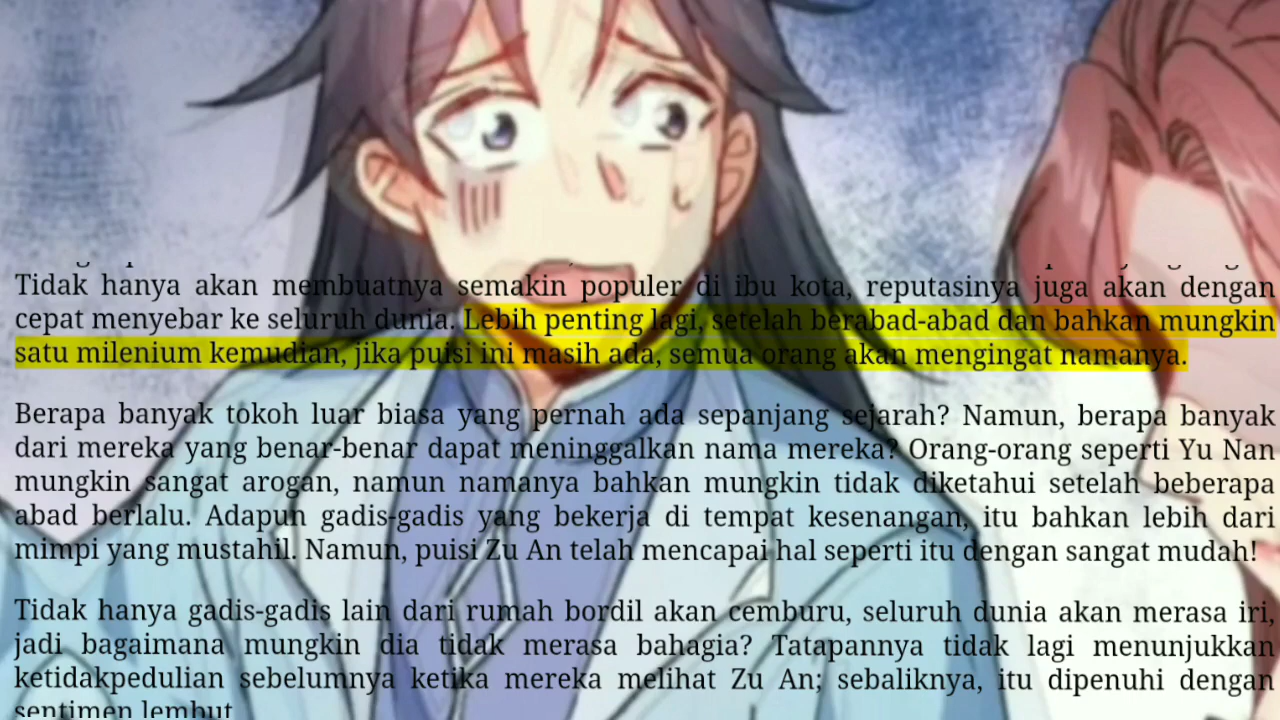 Tidak hanya akan membuatnya semakin populer di ibu kota, reputasinya juga akan dengan
cepat menyebar ke seluruh dunia. Lebih penting lagi, setelah berabad-abad dan bahkan mungkin
satu milenium kemudian, jika puisi ini masih ada, semua orang akan mengingat namanya.
Berapa banyak tokoh luar biasa yang pernah ada sepanjang sejarah? Namun, berapa banyak
dari mereka yang benar-benar dapat meninggalkan nama mereka? Orang-orang seperti Yu Nan
mungkin sangat arogan, namun namanya bahkan mungkin tidak diketahui setelah beberapa
abad berlalu. Adapun gadis-gadis yang bekerja di tempat kesenangan, itu bahkan lebih dari
mimpi yang mustahil. Namun, puisi Zu An telah mencapai hal seperti itu dengan sangat mudah!
Tidak hanya gadis-gadis lain dari rumah bordil akan cemburu, seluruh dunia akan merasa iri,
jadi bagaimana mungkin dia tidak merasa bahagia? Tatapannya tidak lagi menunjukkan
ketidakpedulian sebelumnya ketika mereka melihat Zu An; sebaliknya, itu dipenuhi dengan
sentimen lembut